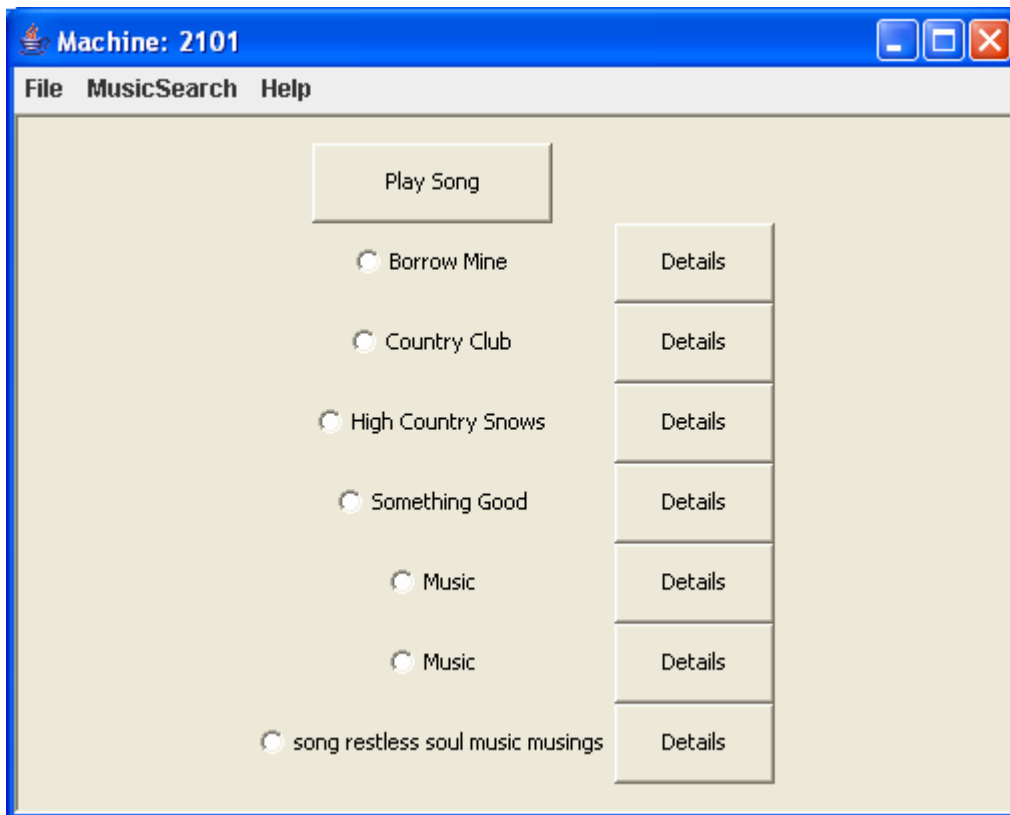 Machine: 2101
File MusicSearch Help
Play Song
Borrow Mine Details
Country Club Details
High Country Snows Details
Something Good Details
Music Details
Music Details
song restless soul music musings Details